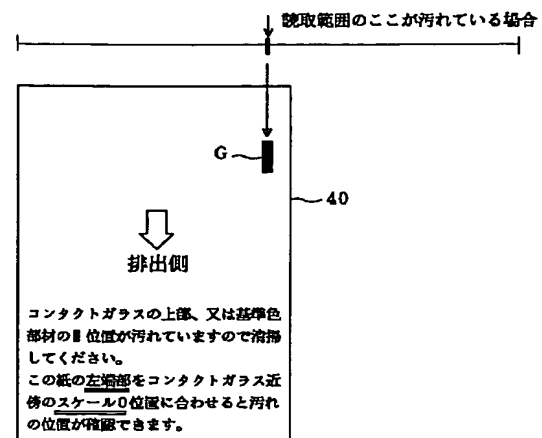 読取範囲のここが汚れている場合
G
40
排出側
コンタクトガラスの上部、又は基準色
部材の▮位置が汚れていますので清掃
してください。
この紙の左端部をコンタクトガラス近
傍のスケール0位置に合わせると汚れ
の位置が確認できます。